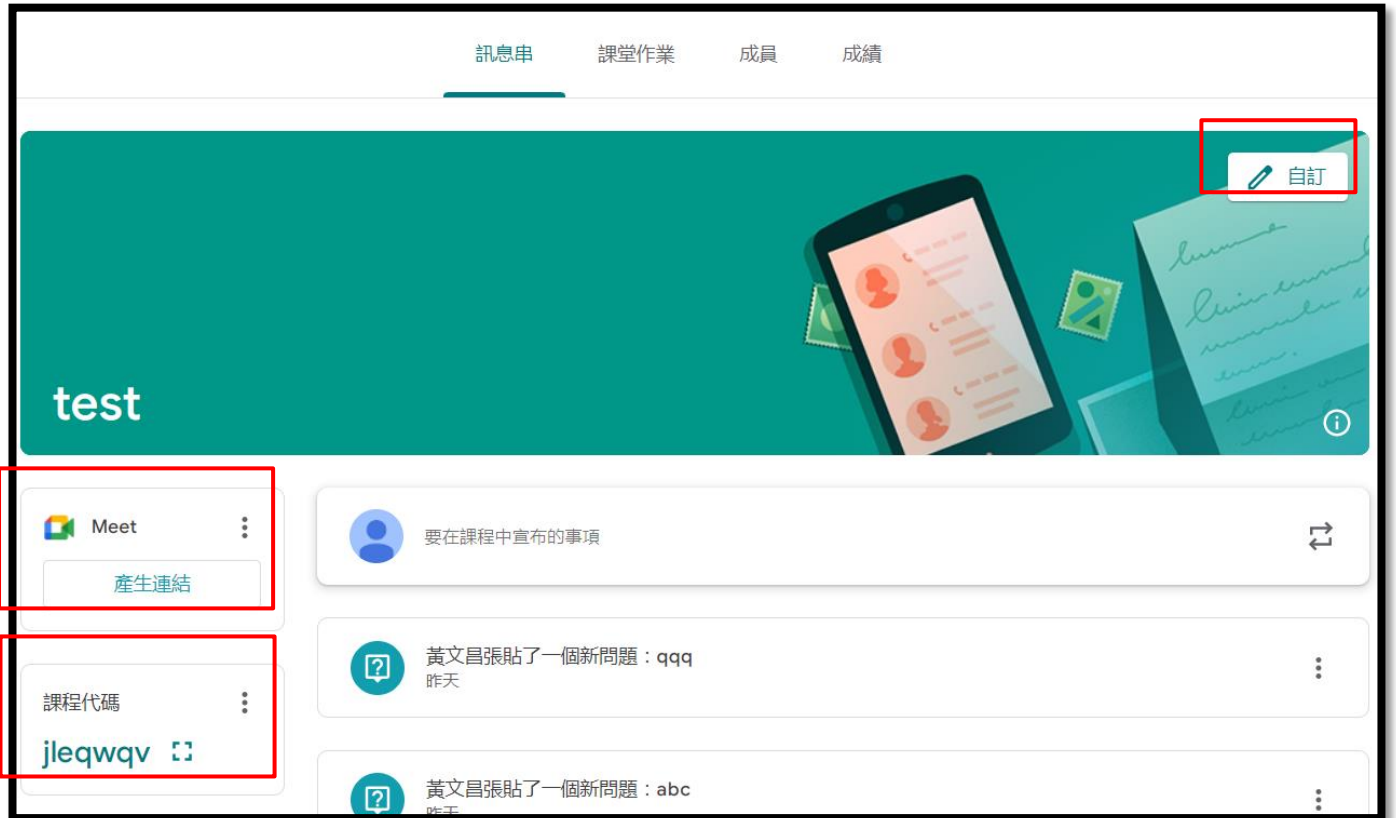 訊息串 課堂作業 成員 成績
自訂
test
Meet
產生連結
要在課程中宣布的事項
課程代碼
jleqwqv
黃文昌張貼了一個新問題：qqq
昨天
黃文昌張貼了一個新問題：abc
昨天